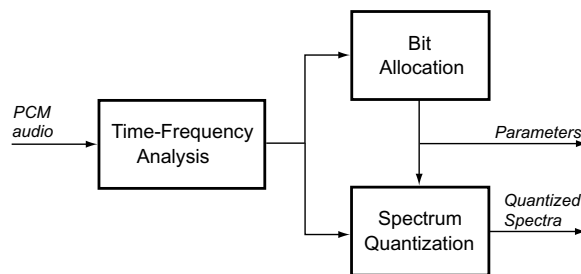 PCM
audio
Time-Frequency
Analysis
Bit
Allocation
Parameters
Spectrum
Quantization
Quantized
Spectra